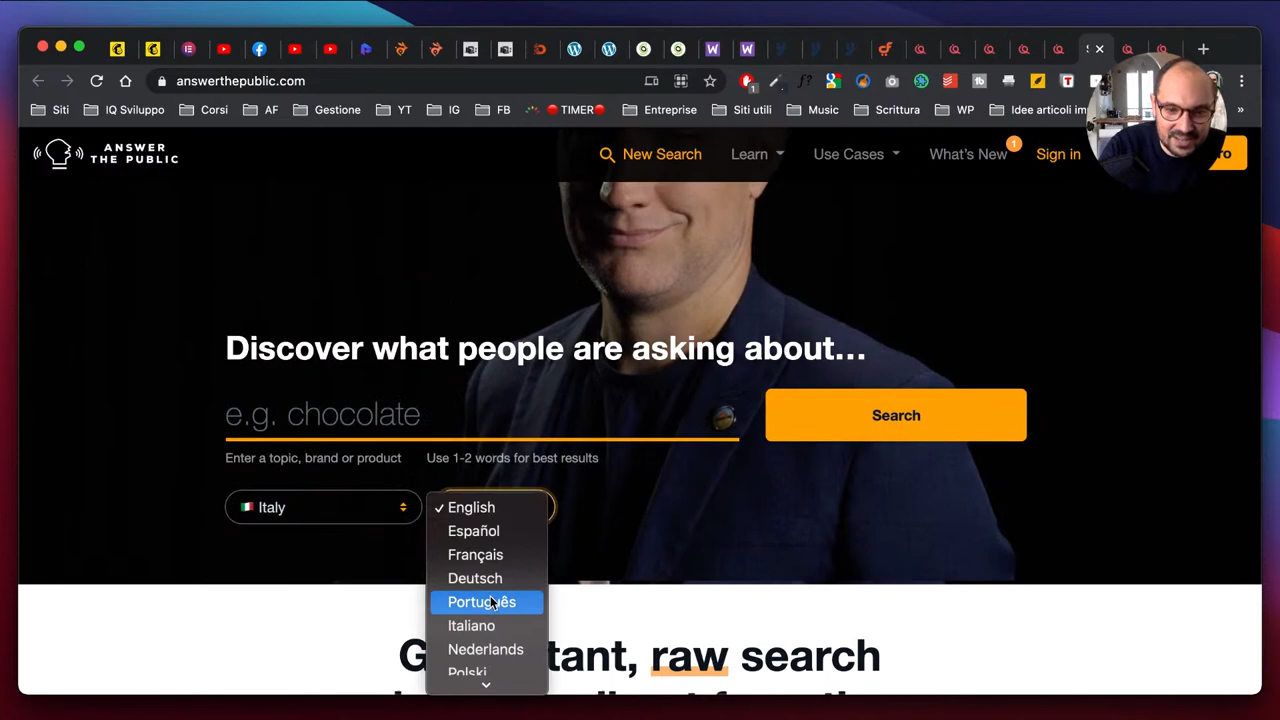 answerthepublic.com
1
Siti
IQ Sviluppo
Corsi
AF
Gestione
YT
IG
FB
TIMER
Entreprise
Siti utili
Music
Scrittura
WP
Idee articoli im
»
ANSWER
THE PUBLIC
New Search
Learn
Use Cases
What's New
1
Sign in
Discover what people are asking about...
e.g. chocolate
Search
Enter a topic, brand or product
Use 1-2 words for best results
Italy
✓ English
Español
Français
Deutsch
Português
Italiano
Nederlands
Polski
raw search